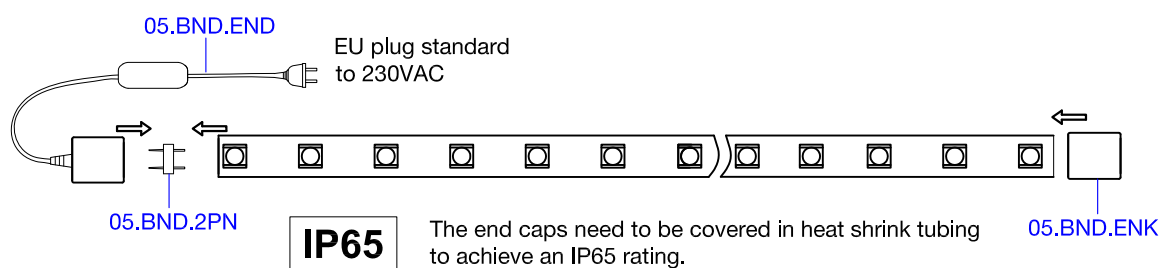 05.BND.END
EU plug standard
to 230VAC
05.BND.2PN
05.BND.ENK
IP65
The end caps need to be covered in heat shrink tubing
to achieve an IP65 rating.